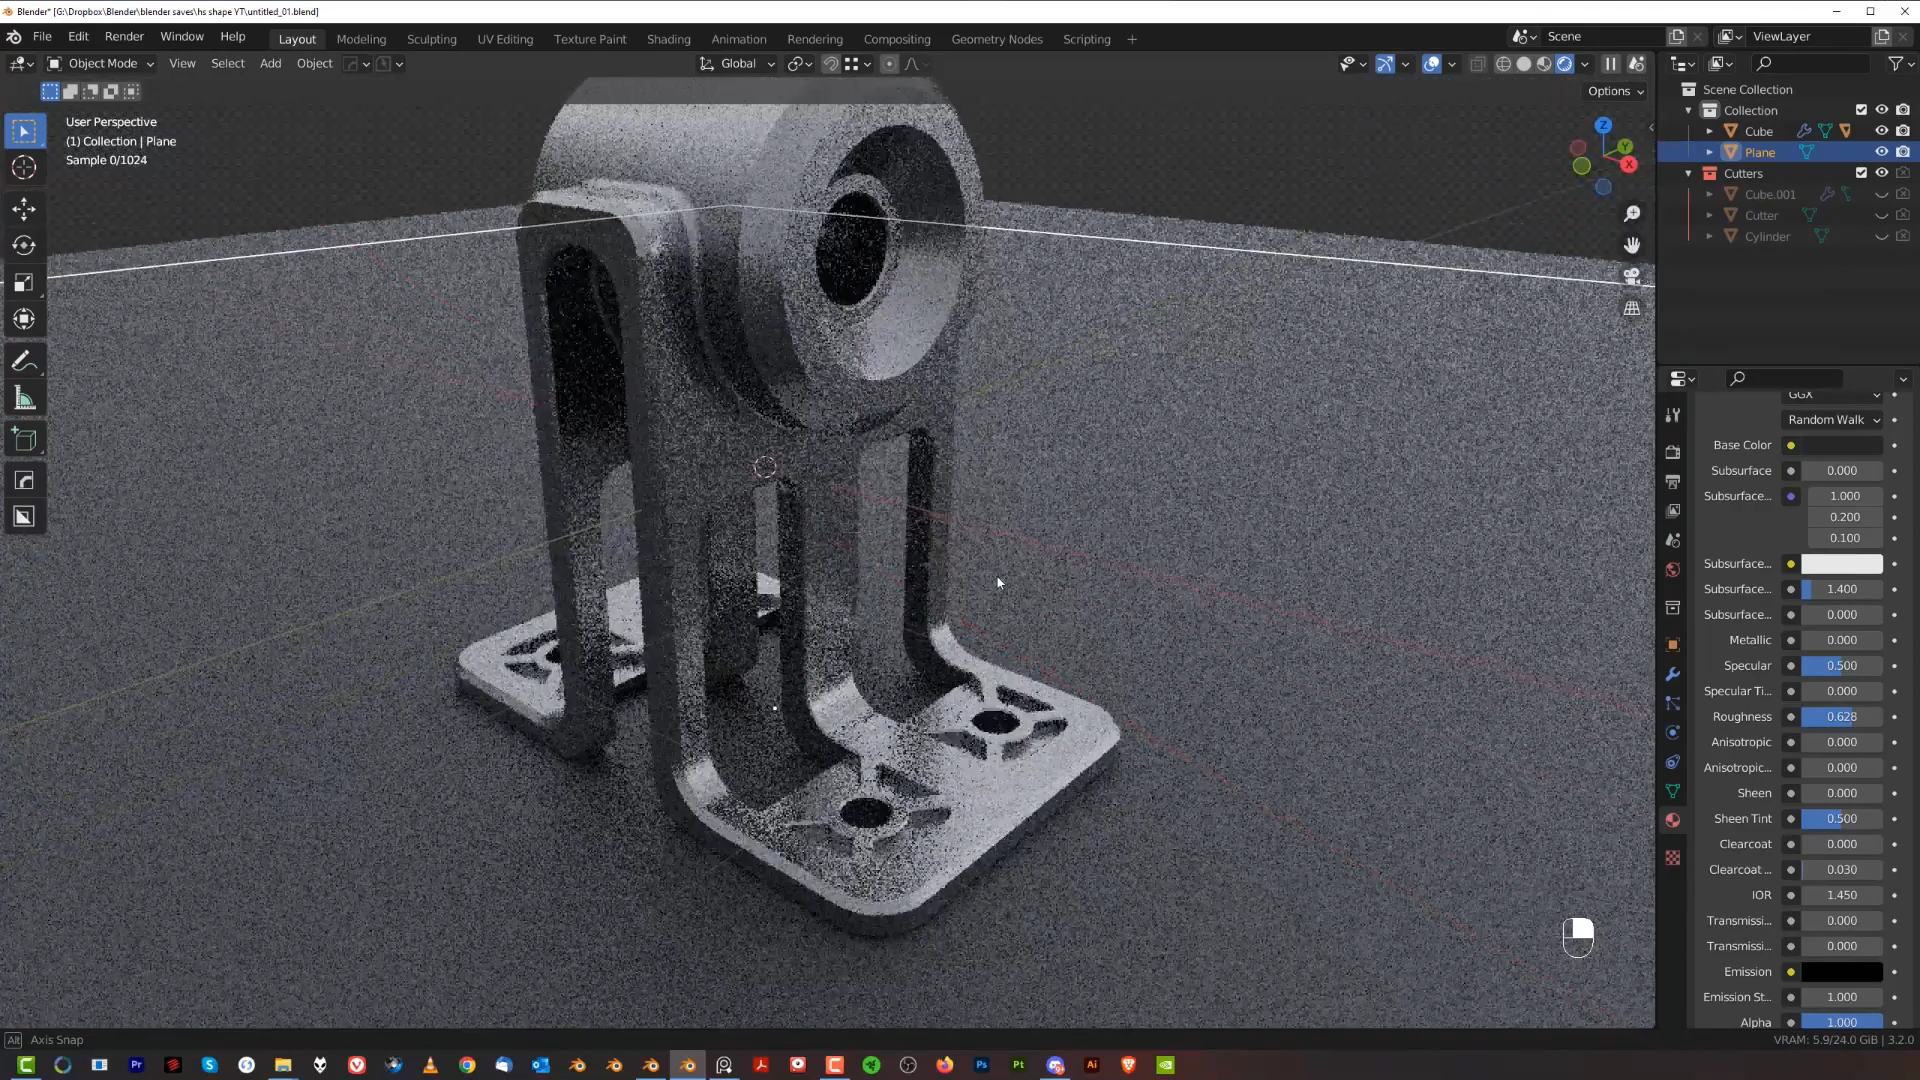 Blender* [G:\Dropbox\Blender\blender saves\hs shape YT\untitled_01.blend]
File Edit Render Window Help
Layout Modeling Sculpting UV Editing Texture Paint Shading Animation Rendering Compositing Geometry Nodes Scripting +
Scene
ViewLayer
Object Mode View Select Add Object
Global
Options
User Perspective
(1) Collection | Plane
Sample 0/1024
Z
Y
X
Scene Collection
Collection
Cube
Plane
Cutters
Cube.001
Cutter
Cylinder
GGX
Random Walk
Base Color
Subsurface 0.000
Subsurface... 1.000
0.200
0.100
Subsurface...
Subsurface... 1.400
Subsurface... 0.000
Metallic 0.000
Specular 0.500
Specular Ti... 0.000
Roughness 0.628
Anisotropic 0.000
Anisotropic... 0.000
Sheen 0.000
Sheen Tint 0.500
Clearcoat 0.000
Clearcoat ... 0.030
IOR 1.450
Transmissi... 0.000
Transmissi... 0.000
Emission
Emission St... 1.000
Alpha 1.000
Alt Axis Snap
VRAM: 5.9/24.0 GiB | 3.2.0
Pr
S
Ps
Pt
Ai